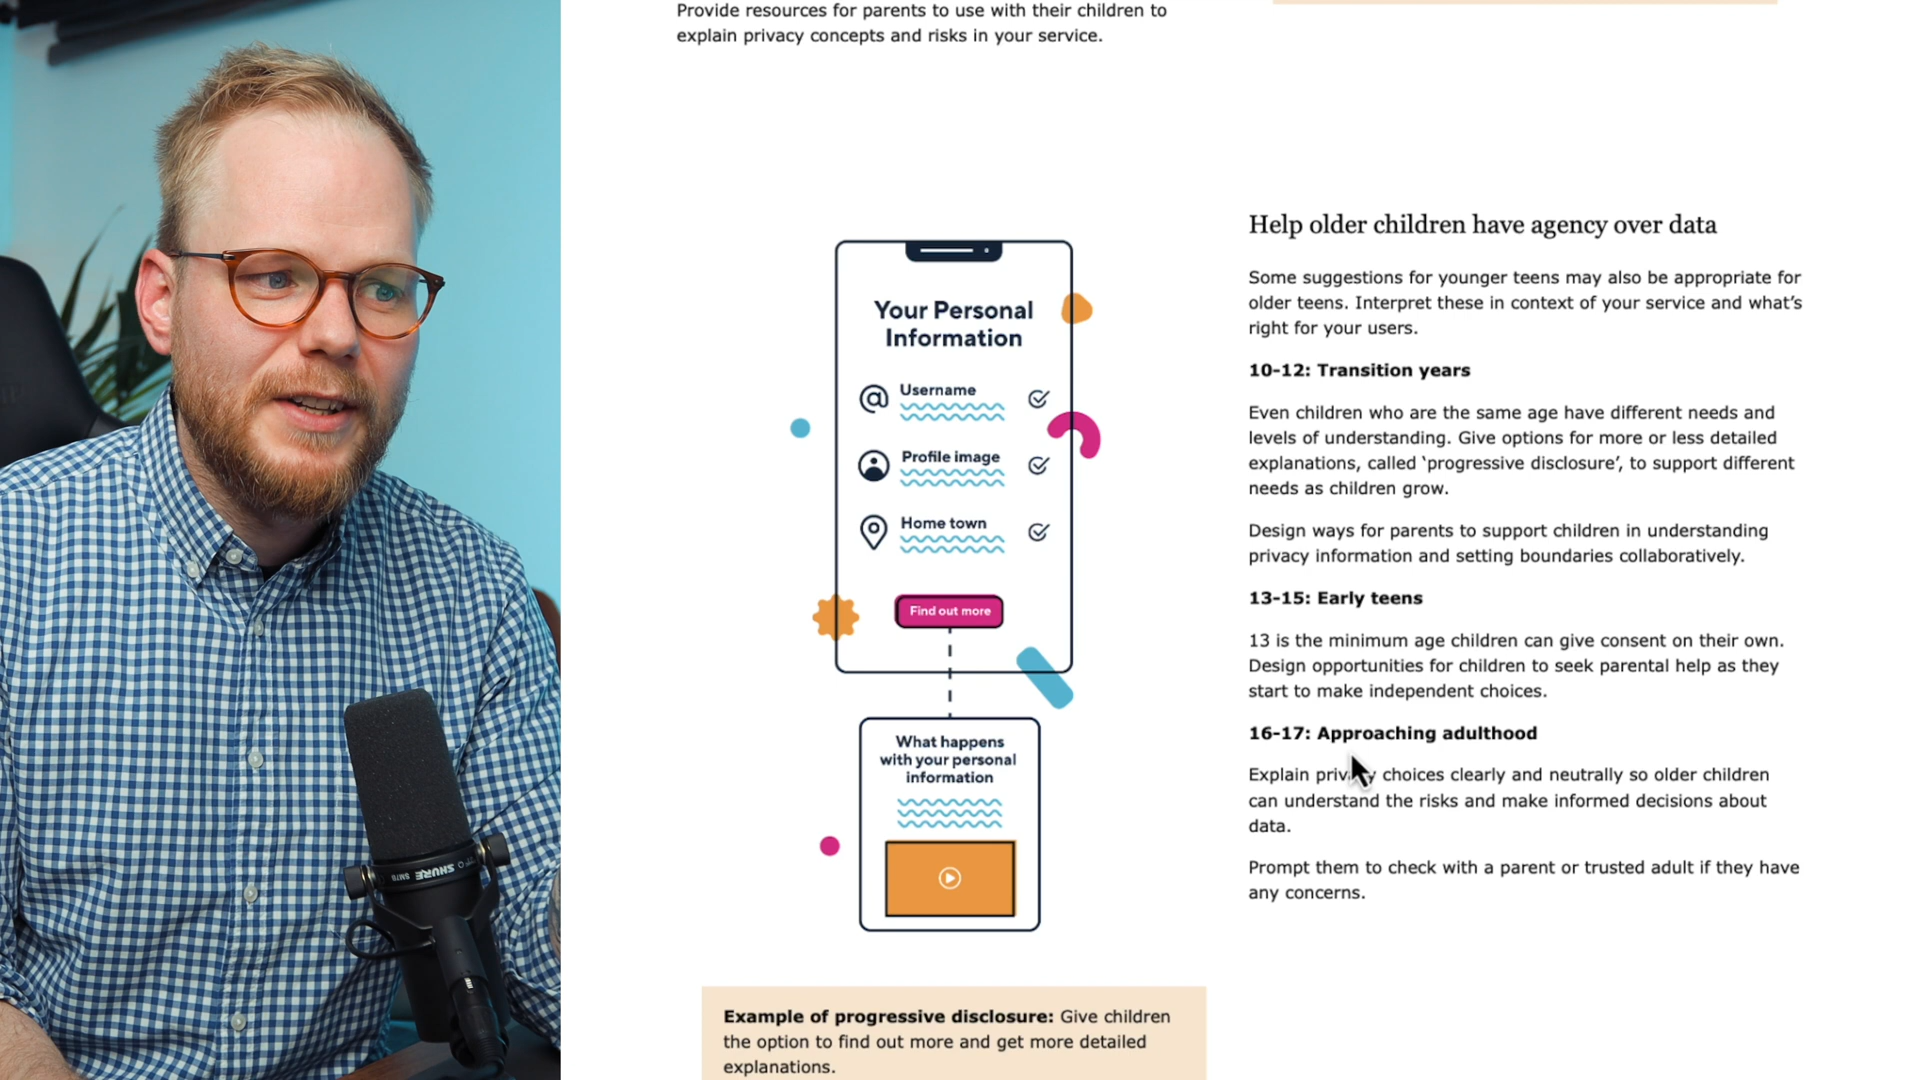 Provide resources for parents to use with their children to
explain privacy concepts and risks in your service.
Your Personal
Information
Username
Profile image
Home town
Find out more
What happens
with your personal
information
Example of progressive disclosure: Give children
the option to find out more and get more detailed
explanations.
Help older children have agency over data
Some suggestions for younger teens may also be appropriate for
older teens. Interpret these in context of your service and what's
right for your users.
10-12: Transition years
Even children who are the same age have different needs and
levels of understanding. Give options for more or less detailed
explanations, called ‘progressive disclosure’, to support different
needs as children grow.
Design ways for parents to support children in understanding
privacy information and setting boundaries collaboratively.
13-15: Early teens
13 is the minimum age children can give consent on their own.
Design opportunities for children to seek parental help as they
start to make independent choices.
16-17: Approaching adulthood
Explain privacy choices clearly and neutrally so older children
can understand the risks and make informed decisions about
data.
Prompt them to check with a parent or trusted adult if they have
any concerns.
SHURE SM7B